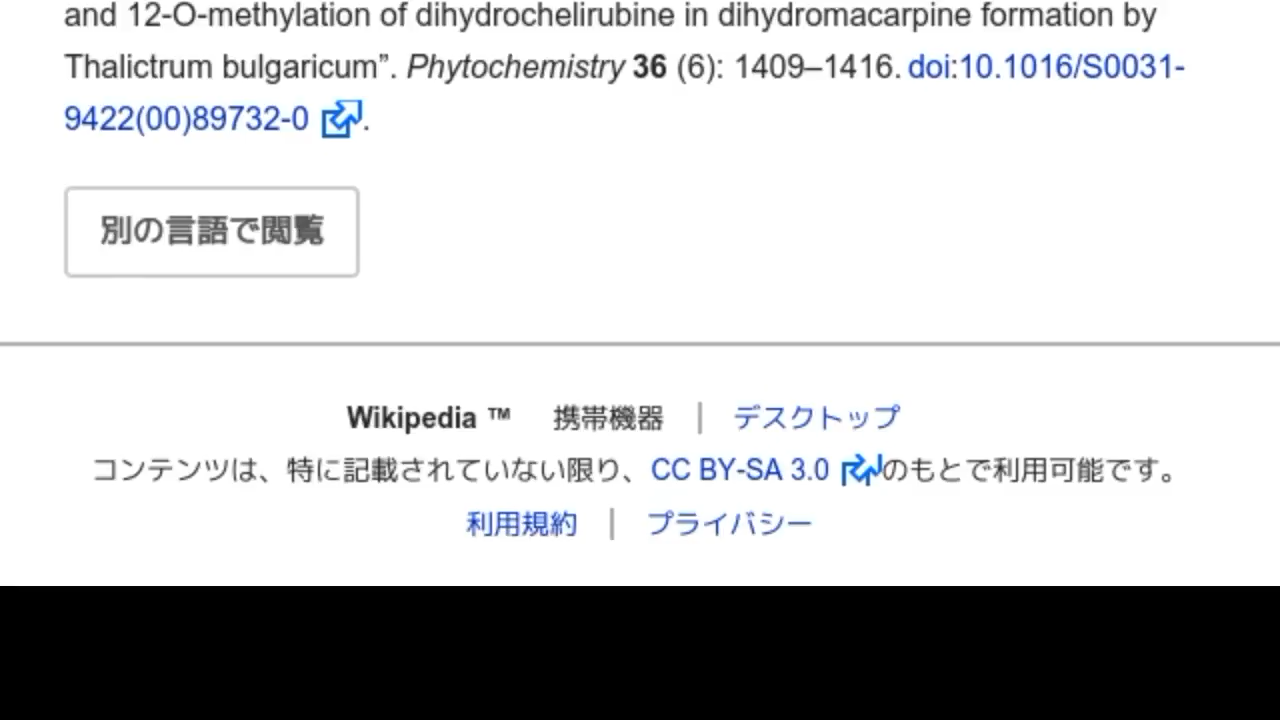 and 12-O-methylation of dihydrochelirubine in dihydromacarpine formation by
Thalictrum bulgaricum”. Phytochemistry 36 (6): 1409–1416. doi:10.1016/S0031-
9422(00)89732-0 .
別の言語で閲覧
Wikipedia ™ 携帯機器 | デスクトップ
コンテンツは、特に記載されていない限り、CC BY-SA 3.0 のもとで利用可能です。
利用規約 | プライバシー